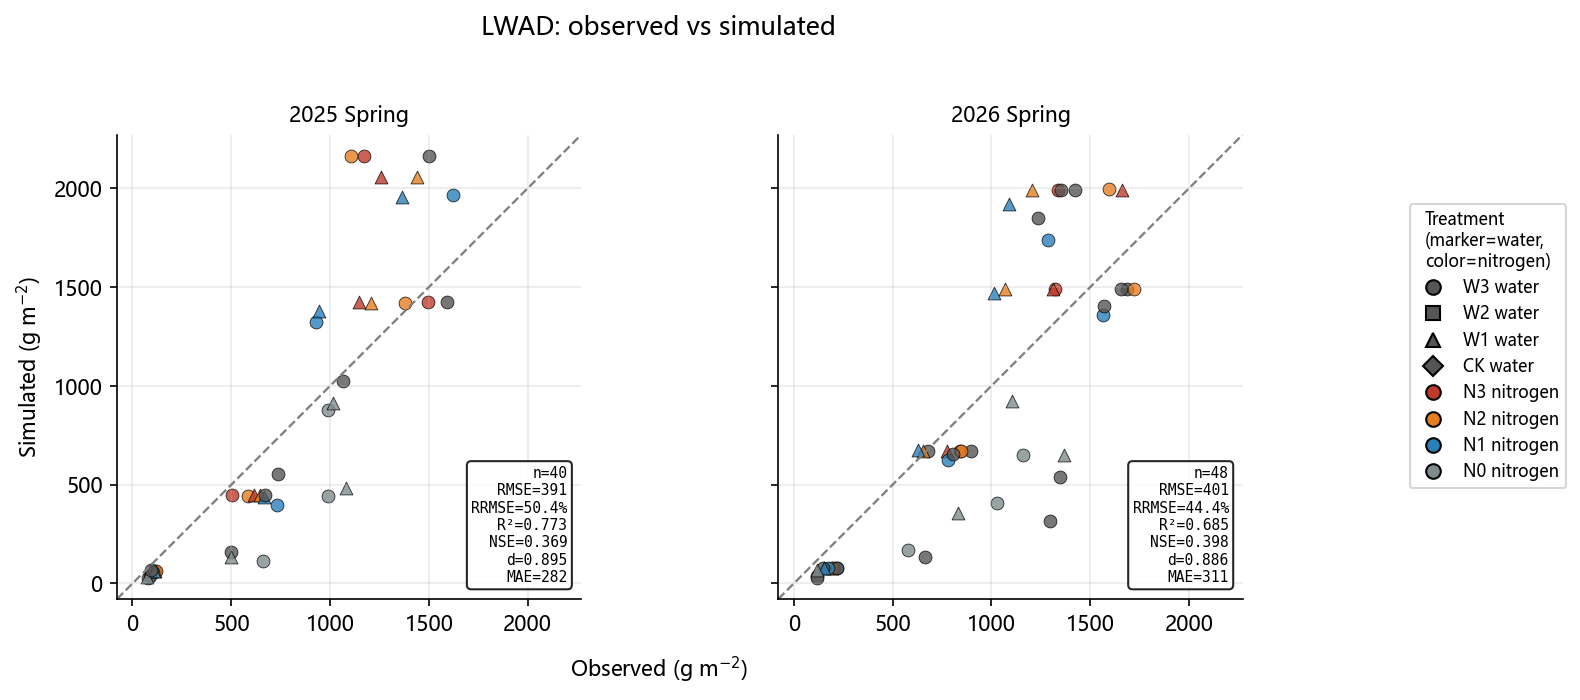 LWAD: observed vs simulated
2025 Spring
2026 Spring
Simulated (g m⁻²)
2000
1500
1000
500
0
0 500 1000 1500 2000
0 500 1000 1500 2000
Observed (g m⁻²)
n=40
RMSE=391
RRMSE=50.4%
R²=0.773
NSE=0.369
d=0.895
MAE=282
n=48
RMSE=401
RRMSE=44.4%
R²=0.685
NSE=0.398
d=0.886
MAE=311
Treatment
(marker=water,
color=nitrogen)
W3 water
W2 water
W1 water
CK water
N3 nitrogen
N2 nitrogen
N1 nitrogen
N0 nitrogen